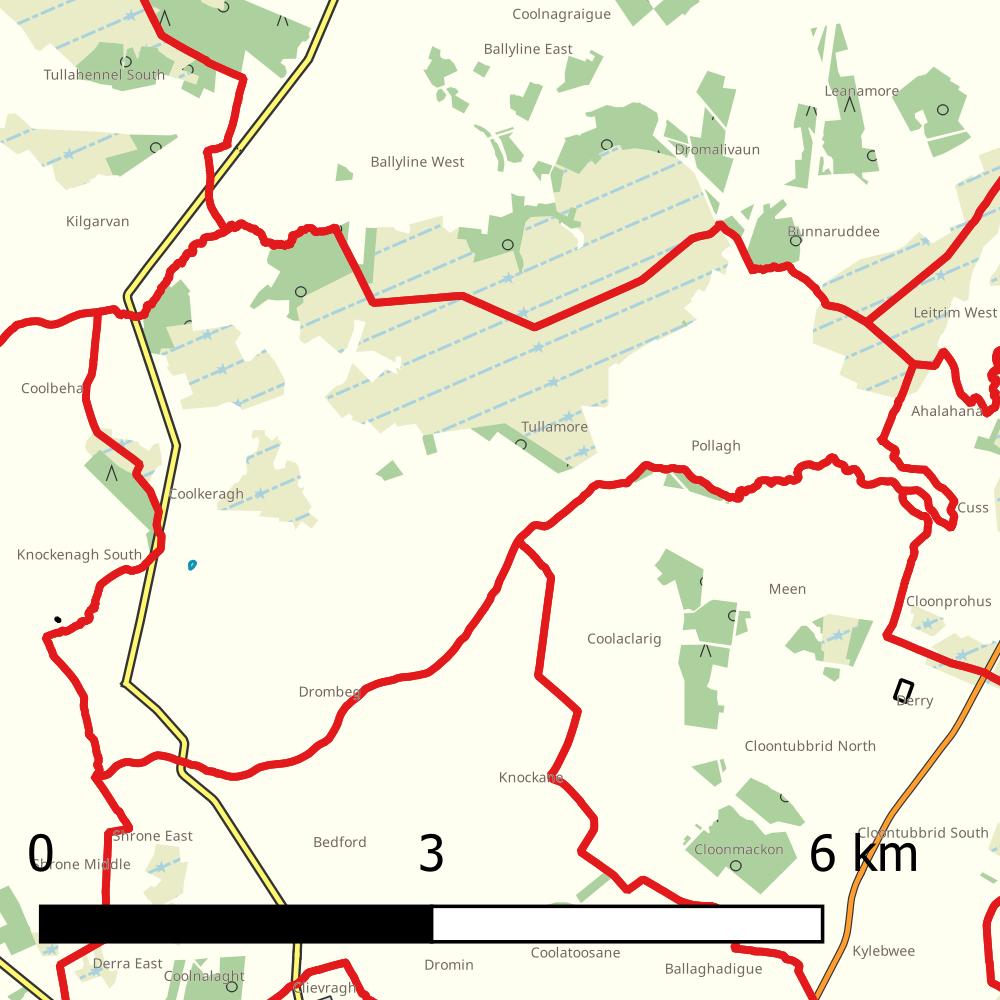 Coolnagraigue
Ballyline East
Tullahennel South
Leanamore
Dromalivaun
Ballyline West
Kilgarvan
Bunnaruddee
Leitrim West
Coolbeha
Ahalahana
Tullamore
Pollagh
Coolkeragh
Cuss
Knockenagh South
Meen
Cloonprohus
Coolaclarig
Drombeg
Derry
Cloontubbrid North
Knockane
Shrone East
Cloontubbrid South
Bedford
Cloonmackon
Shrone Middle
0 3 6 km
Kylebwee
Coolatoosane
Derra East
Dromin
Ballaghadigue
Coolnalaght
Slievragh